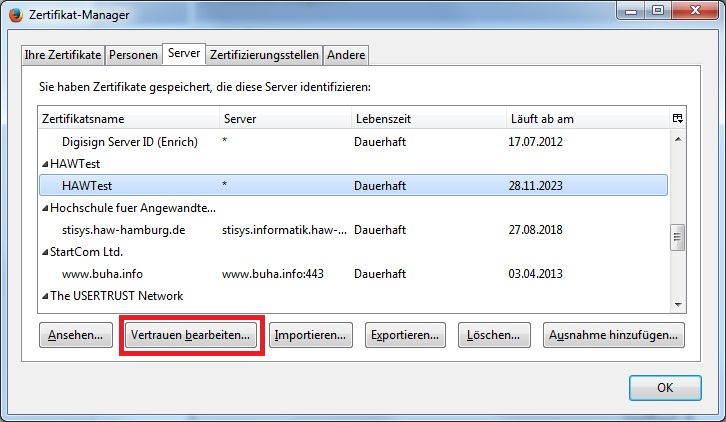 Zertifikat-Manager
Ihre Zertifikate Personen Server Zertifizierungsstellen Andere
Sie haben Zertifikate gespeichert, die diese Server identifizieren:
Zertifikatsname Server Lebenszeit Läuft ab am
Digisign Server ID (Enrich) * Dauerhaft 17.07.2012
HAWTest
HAWTest * Dauerhaft 28.11.2023
Hochschule fuer Angewandte...
stisys.haw-hamburg.de stisys.informatik.haw-... Dauerhaft 27.08.2018
StartCom Ltd.
www.buha.info www.buha.info:443 Dauerhaft 03.04.2013
The USERTRUST Network
Ansehen... Vertrauen bearbeiten... Importieren... Exportieren... Löschen... Ausnahme hinzufügen...
OK